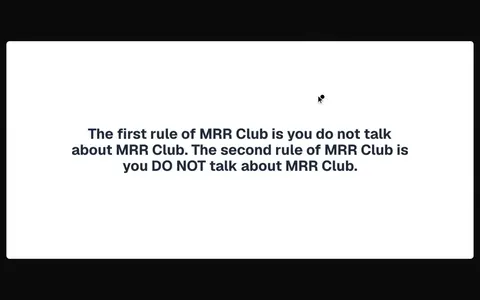 The first rule of MRR Club is you do not talk
about MRR Club. The second rule of MRR Club is
you DO NOT talk about MRR Club.